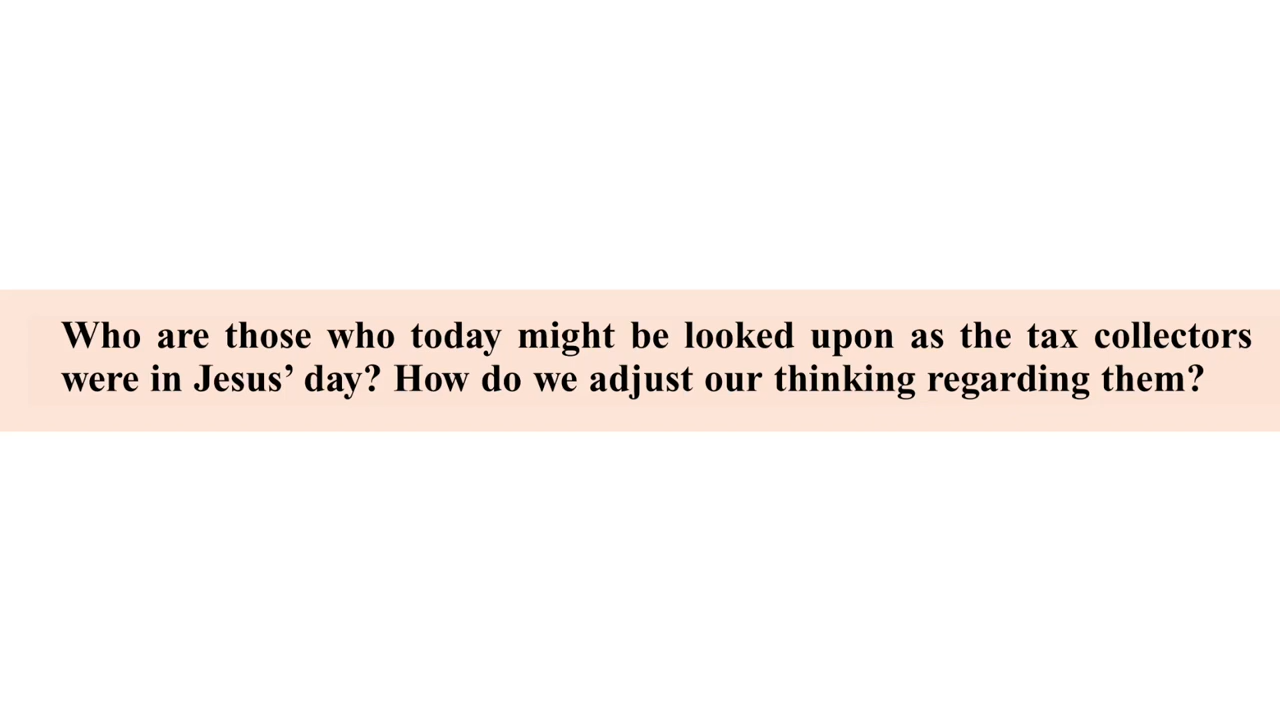 Who are those who today might be looked upon as the tax collectors
were in Jesus’ day? How do we adjust our thinking regarding them?